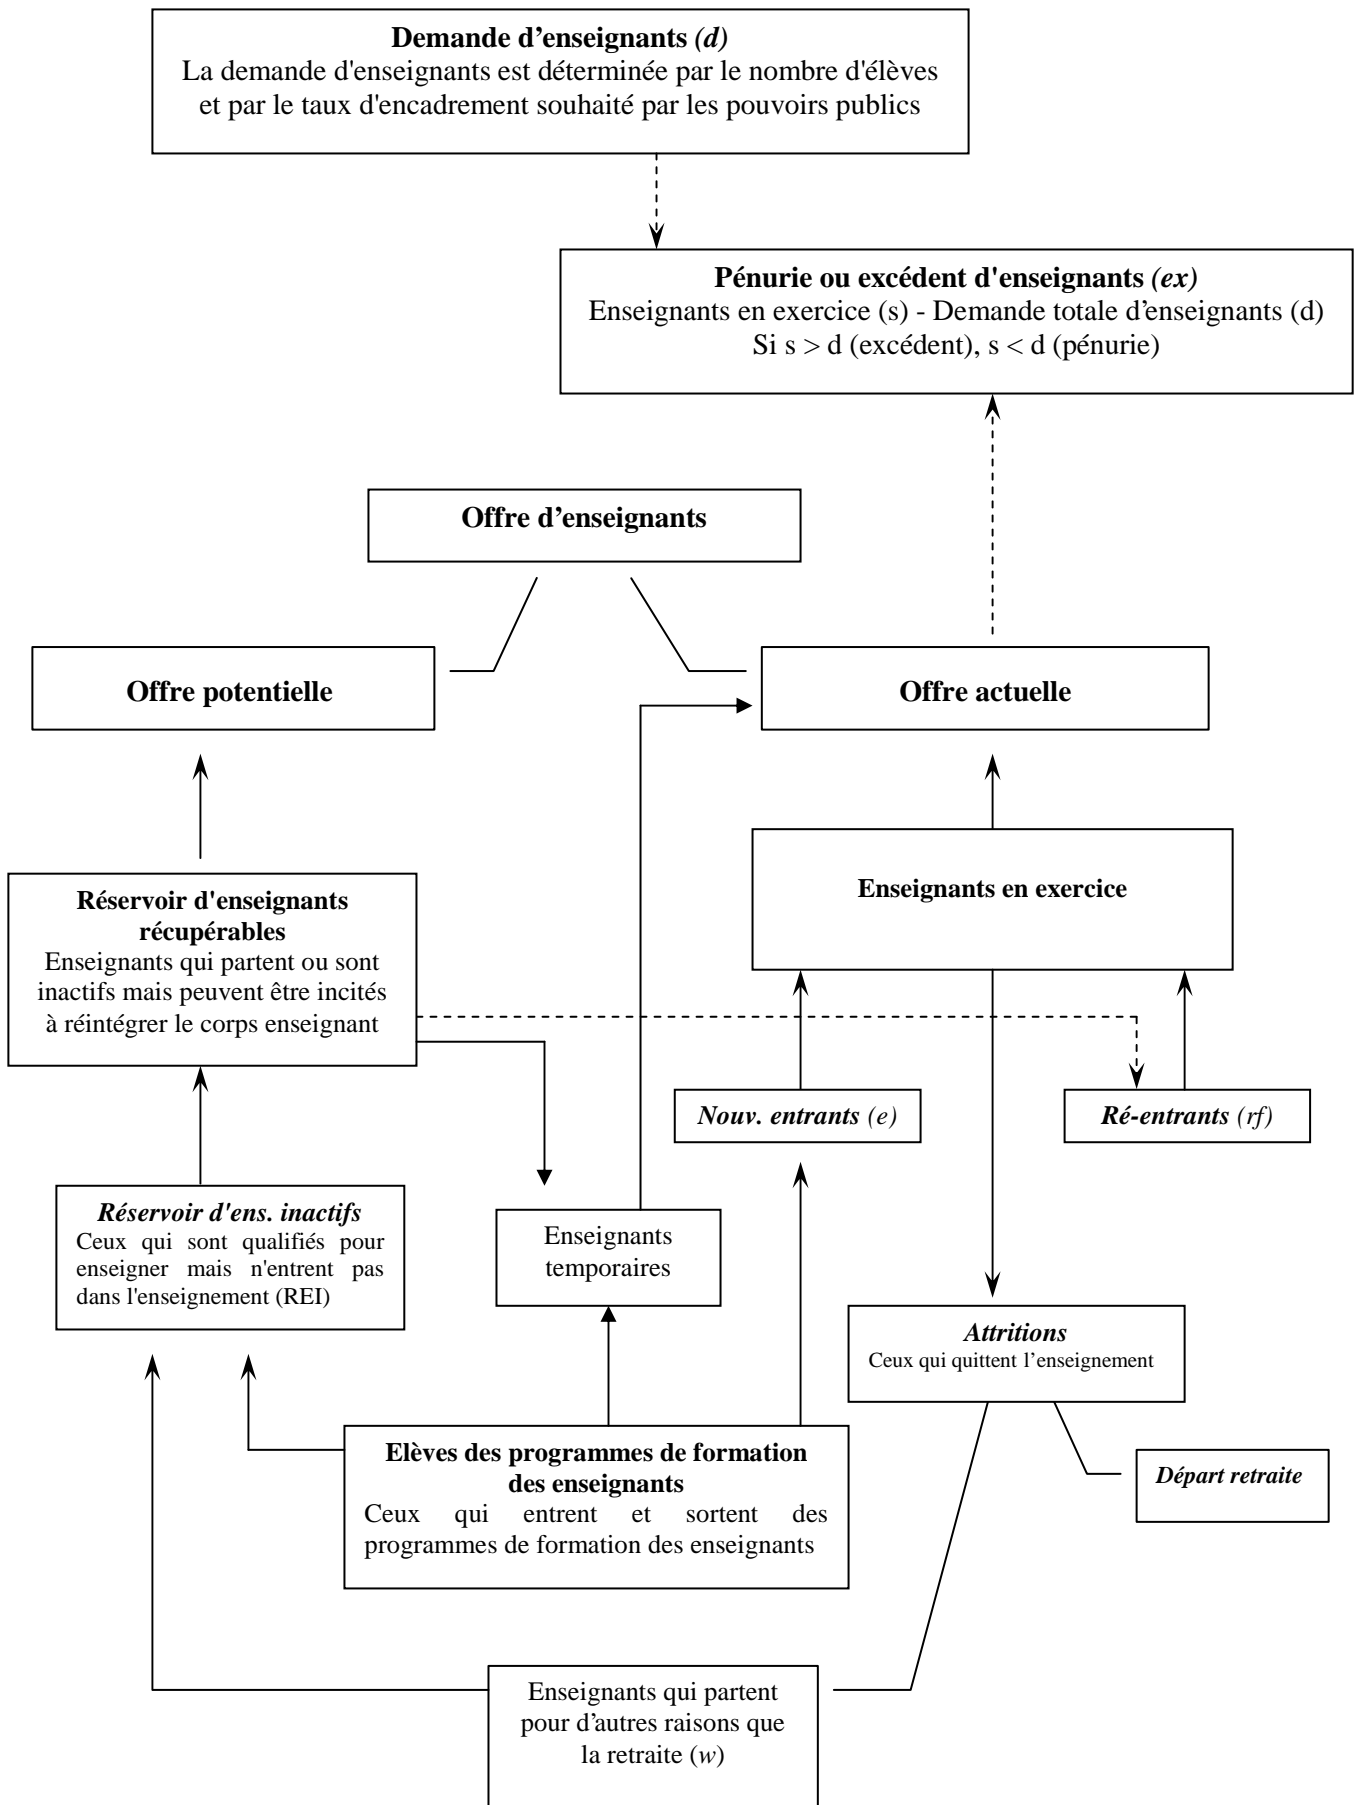 Demande d’enseignants (d)
La demande d'enseignants est déterminée par le nombre d'élèves
et par le taux d'encadrement souhaité par les pouvoirs publics
Pénurie ou excédent d'enseignants (ex)
Enseignants en exercice (s) - Demande totale d’enseignants (d)
Si s > d (excédent), s < d (pénurie)
Offre d’enseignants
Offre potentielle
Offre actuelle
Réservoir d'enseignants
récupérables
Enseignants qui partent ou sont
inactifs mais peuvent être incités
à réintégrer le corps enseignant
Enseignants en exercice
Nouv. entrants (e)
Ré-entrants (rf)
Réservoir d'ens. inactifs
Ceux qui sont qualifiés pour
enseigner mais n'entrent pas
dans l'enseignement (REI)
Enseignants
temporaires
Attritions
Ceux qui quittent l’enseignement
Elèves des programmes de formation
des enseignants
Ceux qui entrent et sortent des
programmes de formation des enseignants
Départ retraite
Enseignants qui partent
pour d'autres raisons que
la retraite (w)